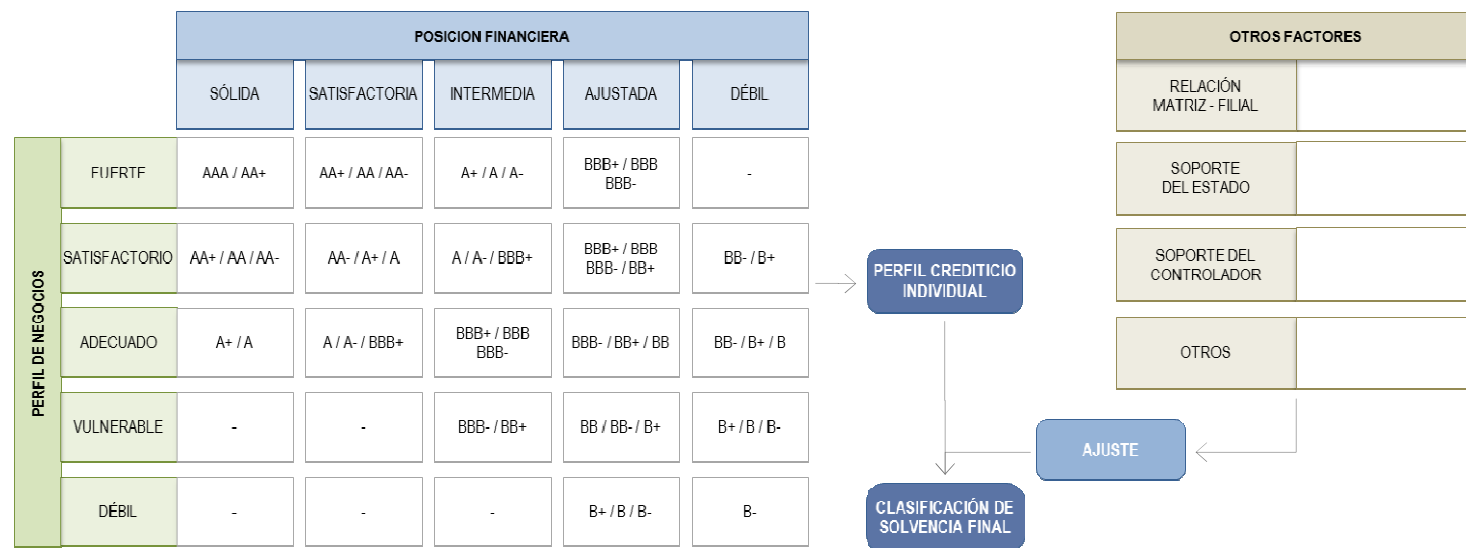 POSICION FINANCIERA
OTROS FACTORES
SÓLIDA
SATISFACTORIA
INTERMEDIA
AJUSTADA
DÉBIL
RELACIÓN
MATRIZ - FILIAL
PERFIL DE NEGOCIOS
FUERTE
AAA / AA+
AA+ / AA / AA-
A+ / A / A-
BBB+ / BBB
BBB-
-
SOPORTE
DEL ESTADO
SATISFACTORIO
AA+ / AA / AA-
AA- / A+ / A
A / A- / BBB+
BBB+ / BBB
BBB- / BB+
BB- / B+
PERFIL CREDITICIO
INDIVIDUAL
SOPORTE DEL
CONTROLADOR
ADECUADO
A+ / A
A / A- / BBB+
BBB+ / BBB
BBB-
BBB- / BB+ / BB
BB- / B+ / B
OTROS
VULNERABLE
-
-
BBB- / BB+
BB / BB- / B+
B+ / B / B-
AJUSTE
DÉBIL
-
-
-
B+ / B / B-
B-
CLASIFICACIÓN DE
SOLVENCIA FINAL